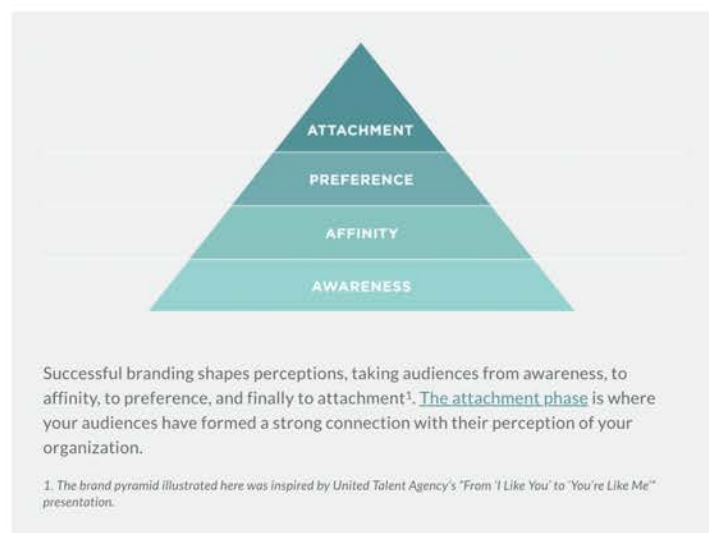 ATTACHMENT
PREFERENCE
AFFINITY
AWARENESS
Successful branding shapes perceptions, taking audiences from awareness, to
affinity, to preference, and finally to attachment¹. The attachment phase is where
your audiences have formed a strong connection with their perception of your
organization.
1. The brand pyramid illustrated here was inspired by United Talent Agency's "From 'I Like You' to 'You're Like Me'"
presentation.